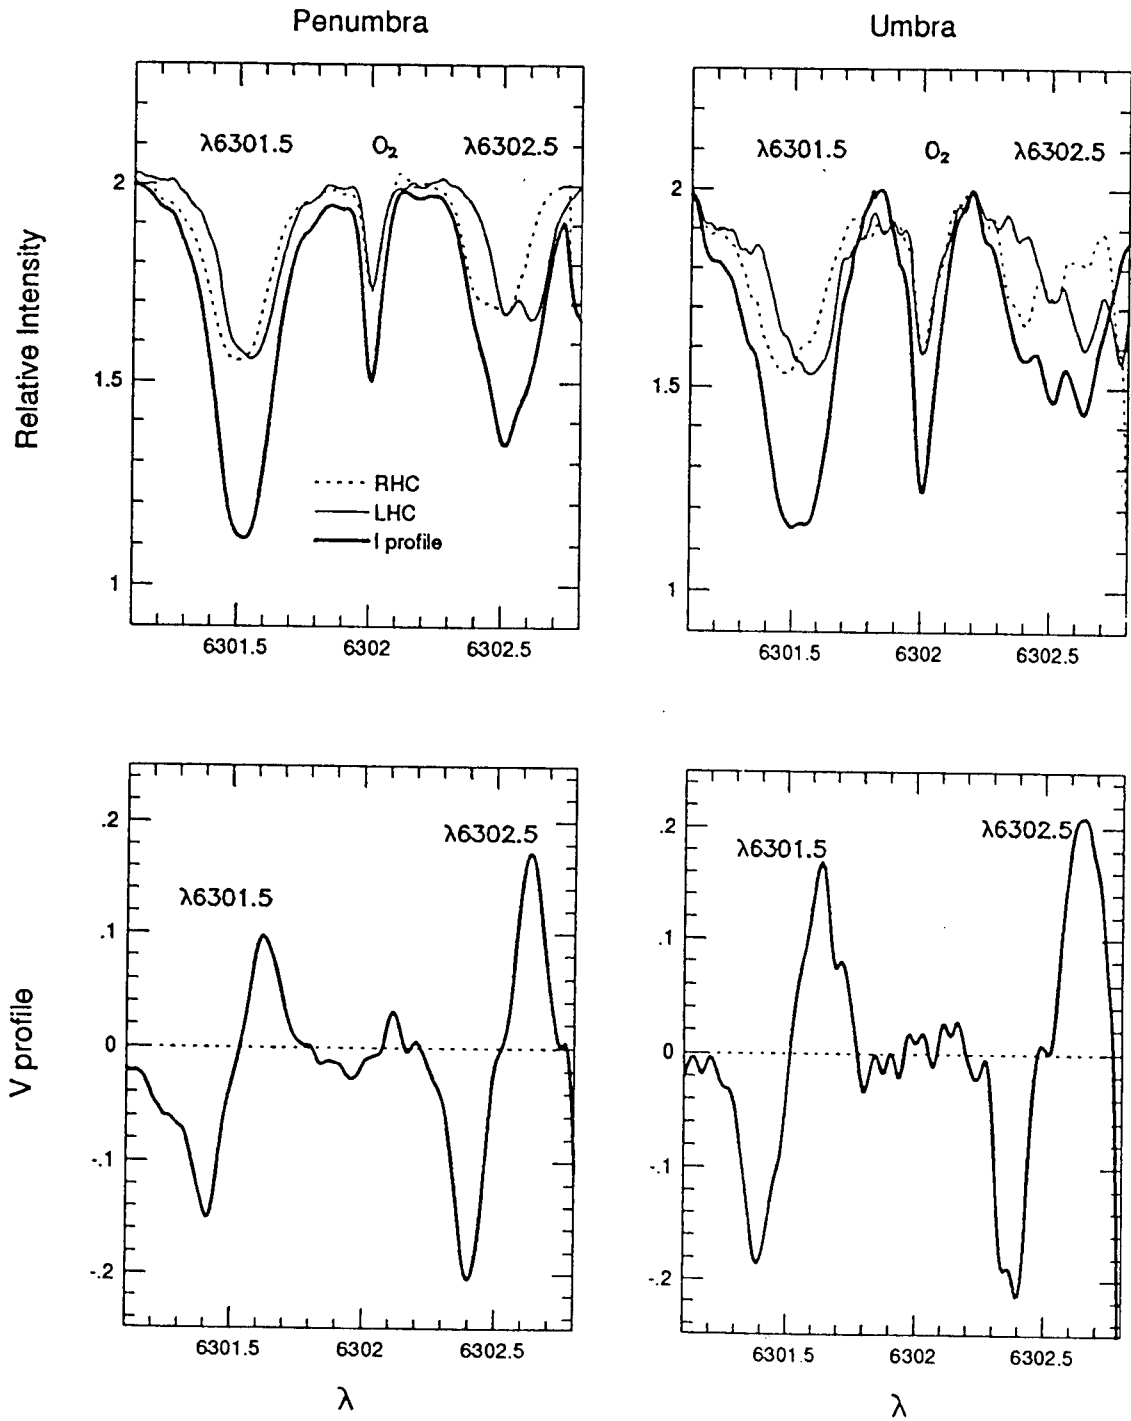 Penumbra
Umbra
λ6301.5 O₂ λ6302.5
λ6301.5 O₂ λ6302.5
2
1.5
1
2
1.5
1
Relative Intensity
RHC
LHC
I profile
6301.5 6302 6302.5
6301.5 6302 6302.5
.2
.1
0
-.1
-.2
.2
.1
0
-.1
-.2
λ6301.5
λ6302.5
λ6301.5
λ6302.5
V profile
6301.5 6302 6302.5
6301.5 6302 6302.5
λ
λ